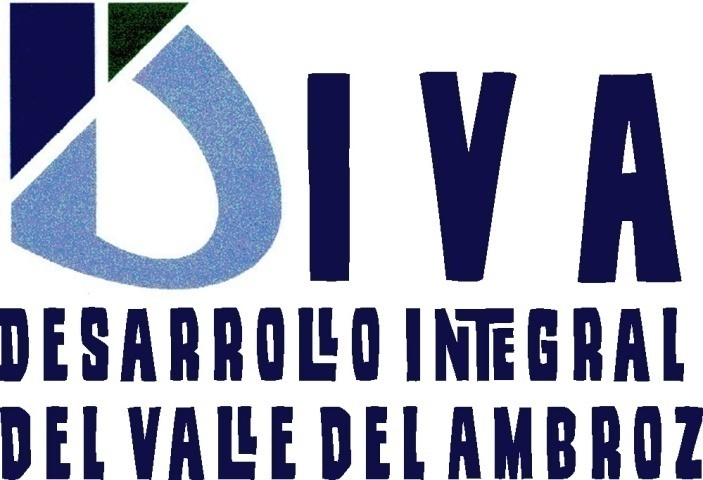 DIVA
DESARROLLO INTEGRAL
DEL VALLE DEL AMBROZ